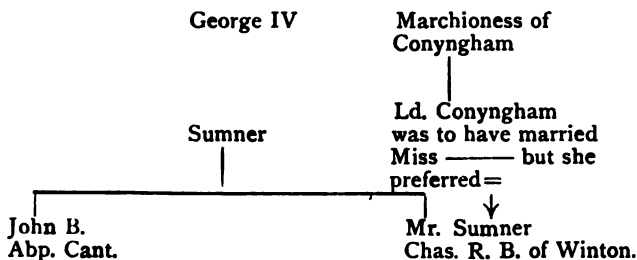 George IV
Marchioness of
Conyngham
Ld. Conyngham
was to have married
Miss ——— but she
preferred=
Sumner
John B.
Abp. Cant.
Mr. Sumner
Chas. R. B. of Winton.